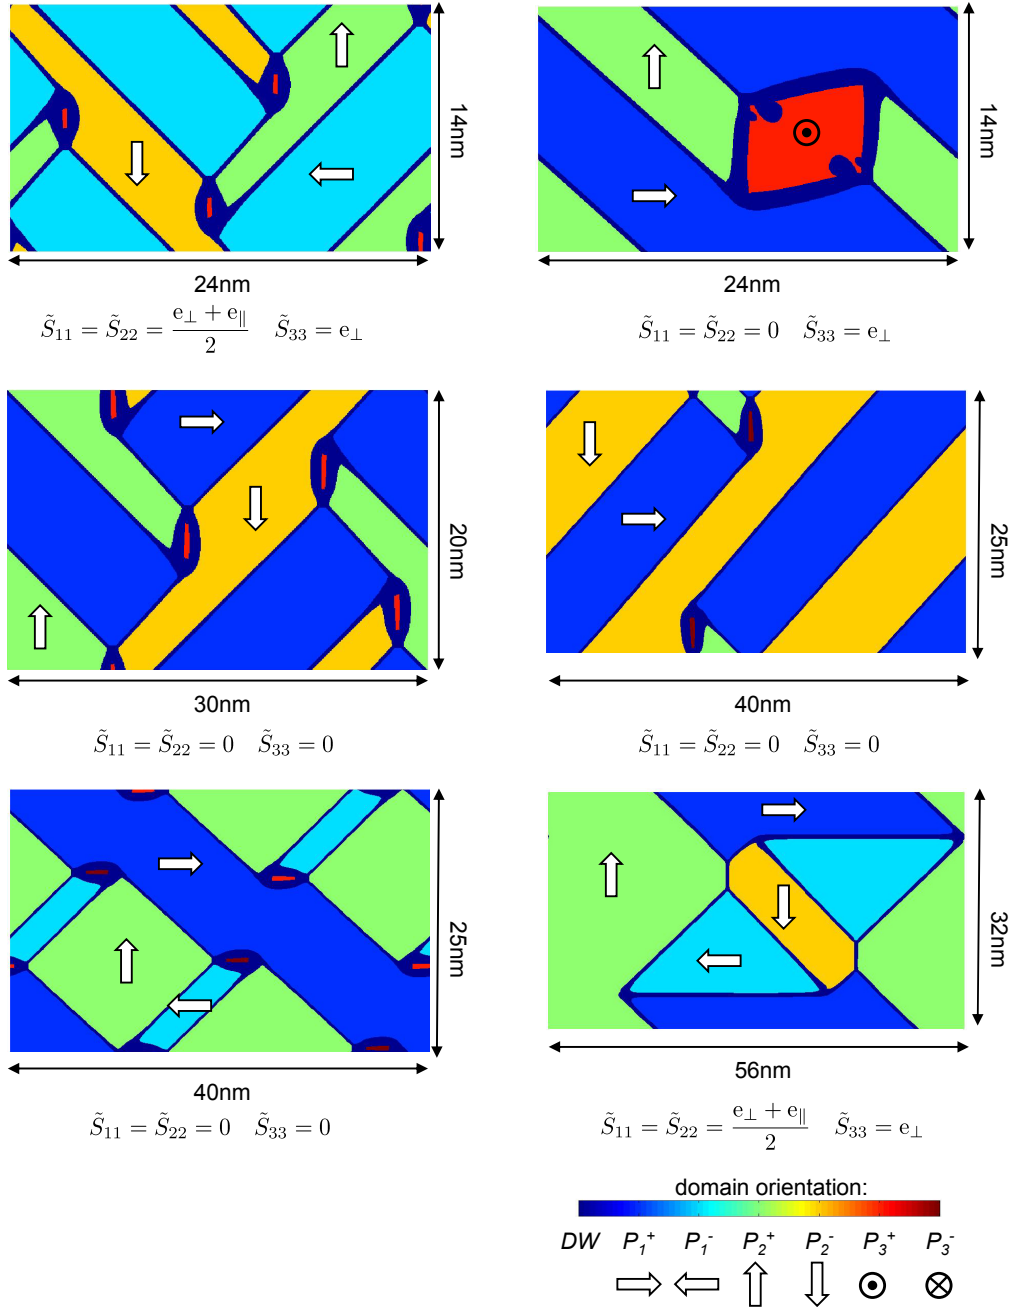 14nm
14nm
24nm
24nm
S̃₁₁ = S̃₂₂ = (e⊥ + e∥)/2 S̃₃₃ = e⊥
S̃₁₁ = S̃₂₂ = 0 S̃₃₃ = e⊥
20nm
25nm
30nm
40nm
S̃₁₁ = S̃₂₂ = 0 S̃₃₃ = 0
S̃₁₁ = S̃₂₂ = 0 S̃₃₃ = 0
25nm
32nm
40nm
56nm
S̃₁₁ = S̃₂₂ = 0 S̃₃₃ = 0
S̃₁₁ = S̃₂₂ = (e⊥ + e∥)/2 S̃₃₃ = e⊥
domain orientation:
DW P₁⁺ P₁⁻ P₂⁺ P₂⁻ P₃⁺ P₃⁻